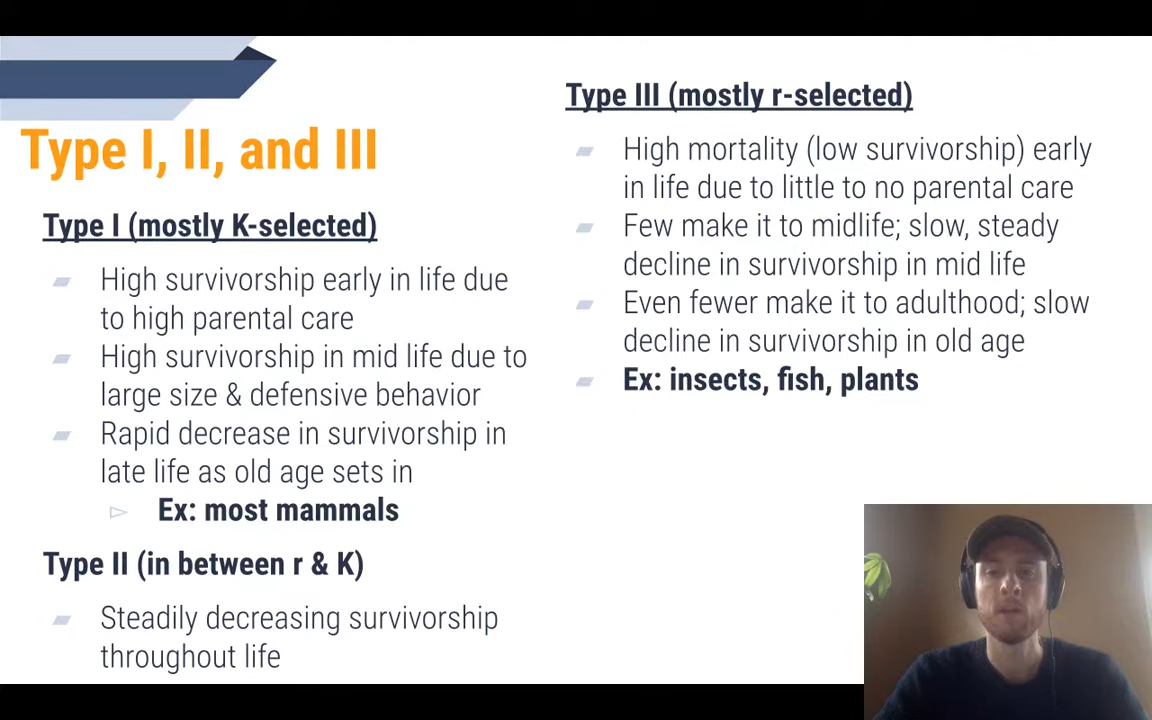 Type I, II, and III
Type I (mostly K-selected)
High survivorship early in life due
to high parental care
High survivorship in mid life due to
large size & defensive behavior
Rapid decrease in survivorship in
late life as old age sets in
Ex: most mammals
Type II (in between r & K)
Steadily decreasing survivorship
throughout life
Type III (mostly r-selected)
High mortality (low survivorship) early
in life due to little to no parental care
Few make it to midlife; slow, steady
decline in survivorship in mid life
Even fewer make it to adulthood; slow
decline in survivorship in old age
Ex: insects, fish, plants